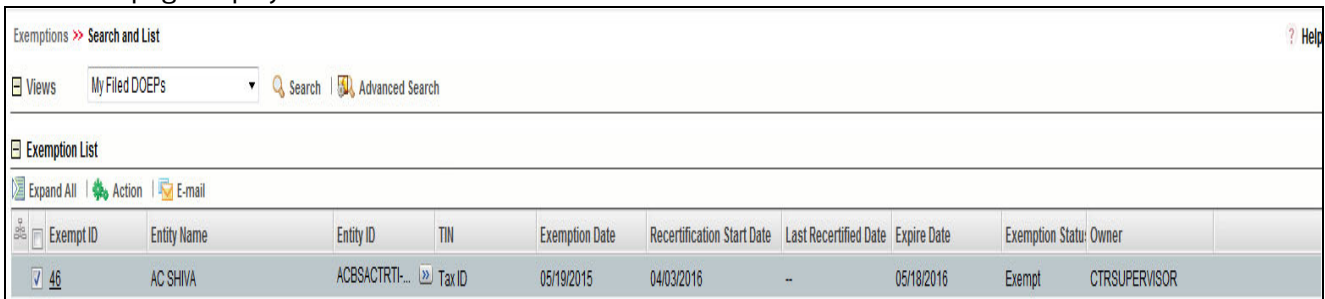 Exemptions >> Search and List ? Help
Views My Filed DOEPs Search | Advanced Search
Exemption List
Expand All | Action | E-mail
Exempt ID Entity Name Entity ID TIN Exemption Date Recertification Start Date Last Recertified Date Expire Date Exemption Status Owner
46 AC SHIVA ACBSACTRTI-... >> Tax ID 05/19/2015 04/03/2016 -- 05/18/2016 Exempt CTRSUPERVISOR